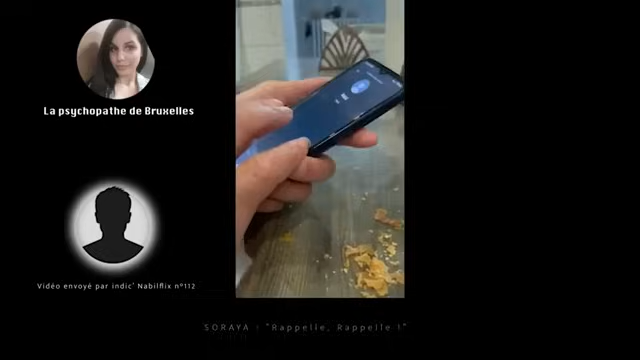 La psychopathe de Bruxelles
Vidéo envoyé par indic' Nabilflix n°112
SORAYA : "Rappelle, Rappelle !"